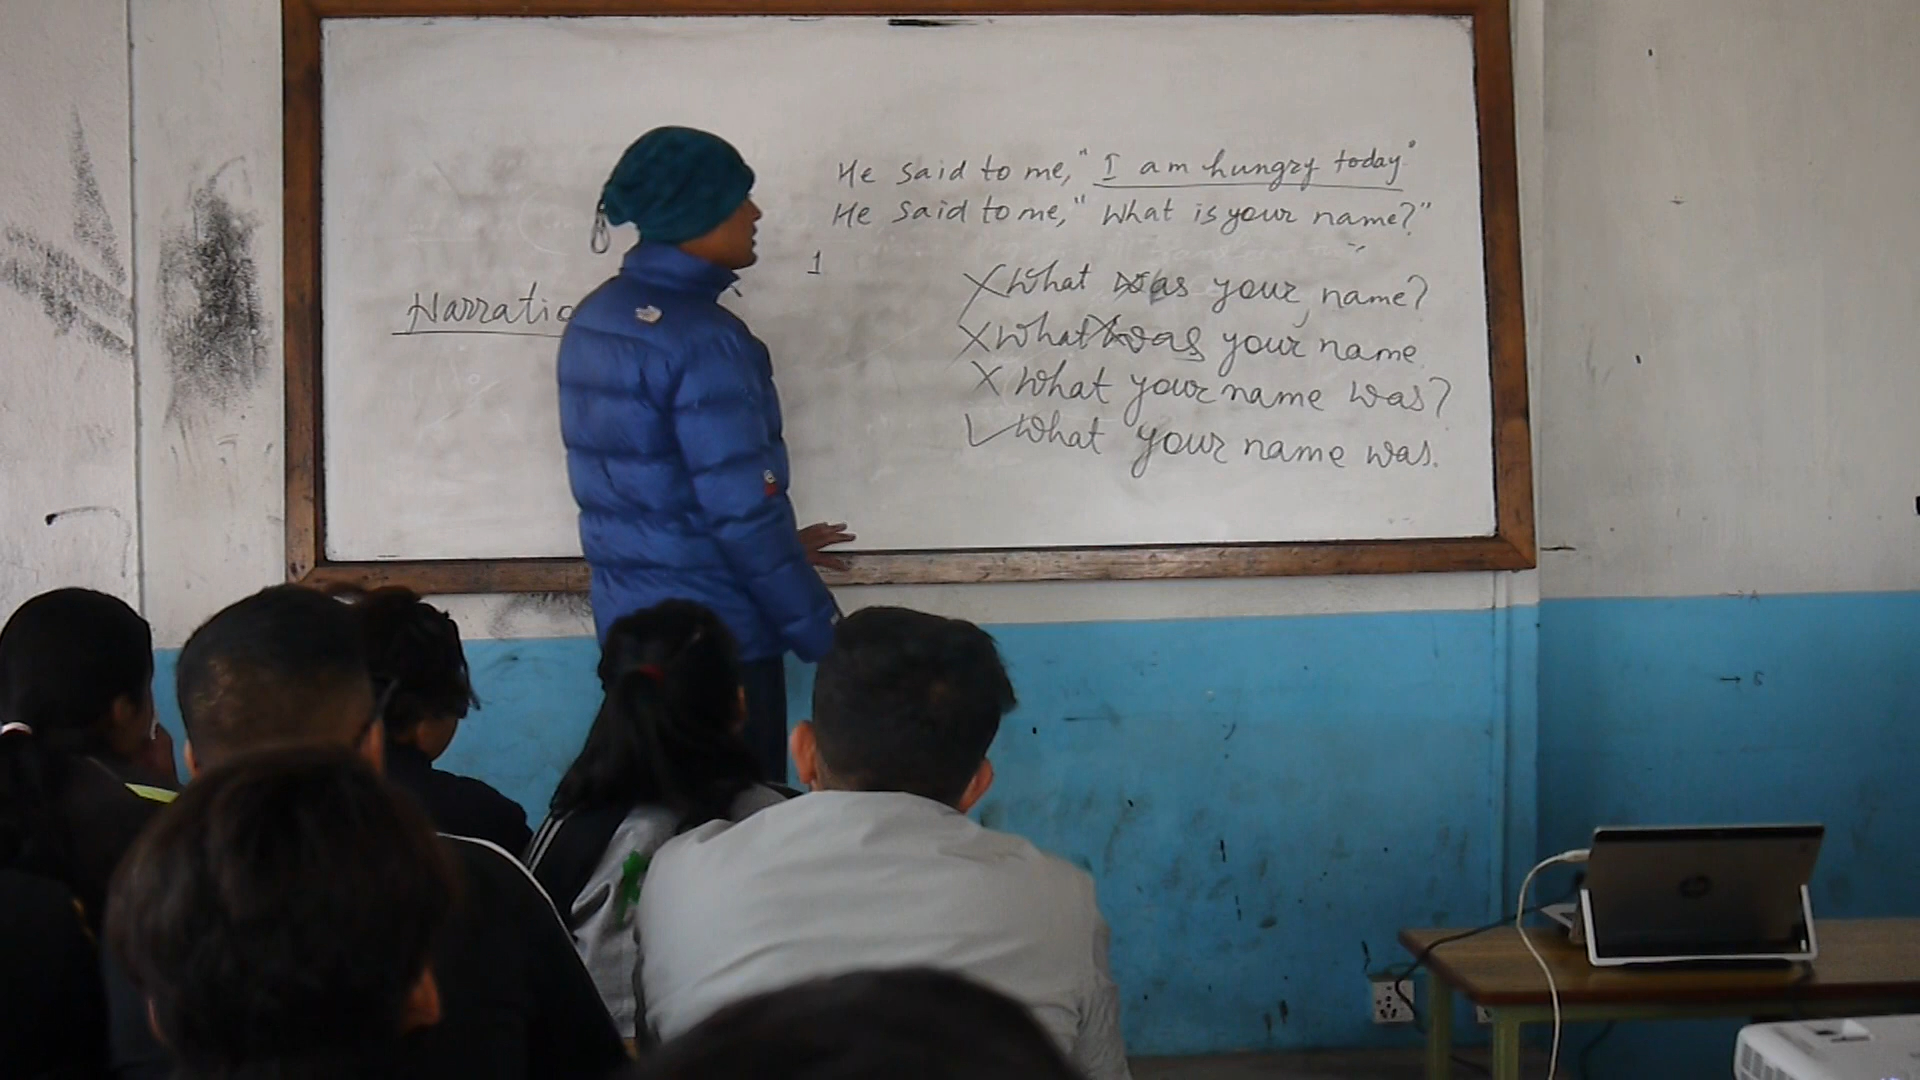 He said to me, "I am hungry today"
He said to me, "What is your name?"
1
Narratio
X What was your name?
X What was your name.
X What your name was?
✓ What your name was.
hp